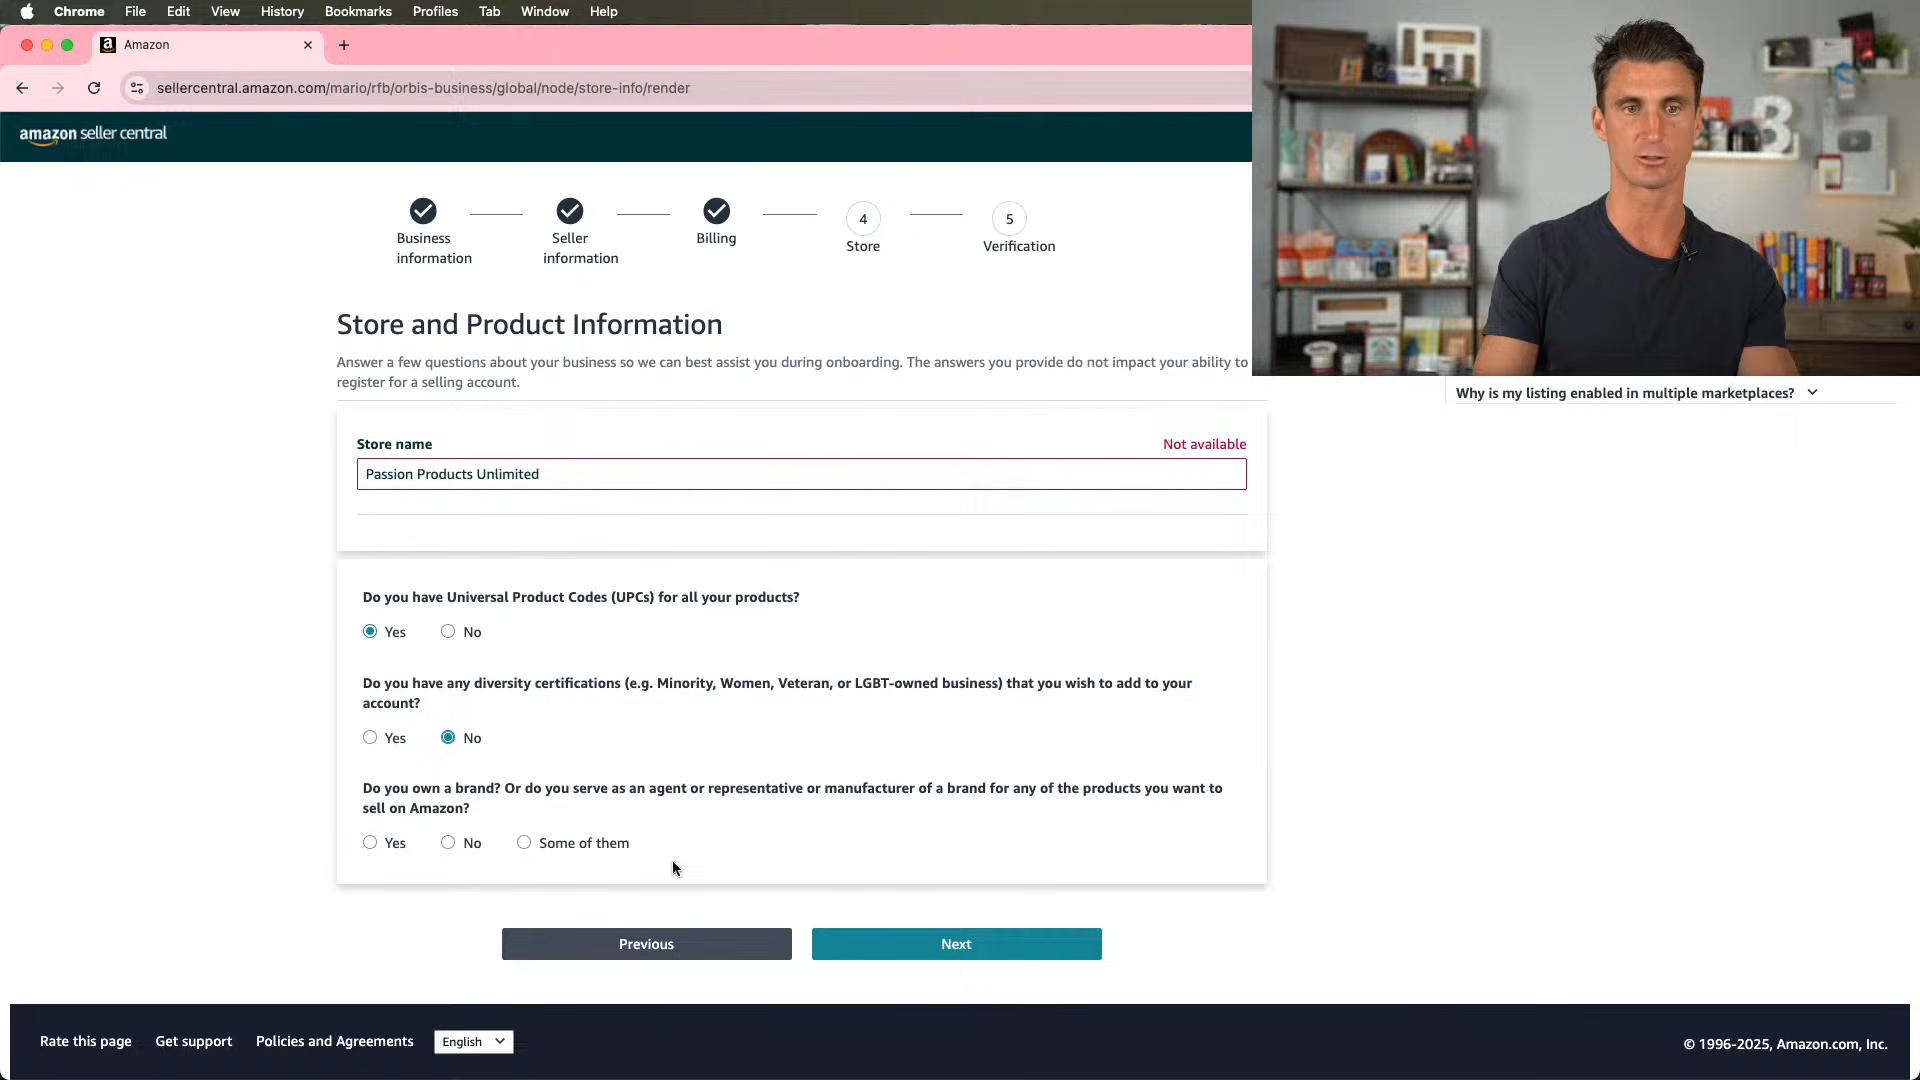 Chrome File Edit View History Bookmarks Profiles Tab Window Help
Amazon
sellercentral.amazon.com/mario/rfb/orbis-business/global/node/store-info/render
amazon seller central
Business information
Seller information
Billing
4
Store
5
Verification
Store and Product Information
Answer a few questions about your business so we can best assist you during onboarding. The answers you provide do not impact your ability to
register for a selling account.
Why is my listing enabled in multiple marketplaces?
Store name
Not available
Passion Products Unlimited
Do you have Universal Product Codes (UPCs) for all your products?
Yes No
Do you have any diversity certifications (e.g. Minority, Women, Veteran, or LGBT-owned business) that you wish to add to your
account?
Yes No
Do you own a brand? Or do you serve as an agent or representative or manufacturer of a brand for any of the products you want to
sell on Amazon?
Yes No Some of them
Previous
Next
Rate this page Get support Policies and Agreements English
© 1996-2025, Amazon.com, Inc.